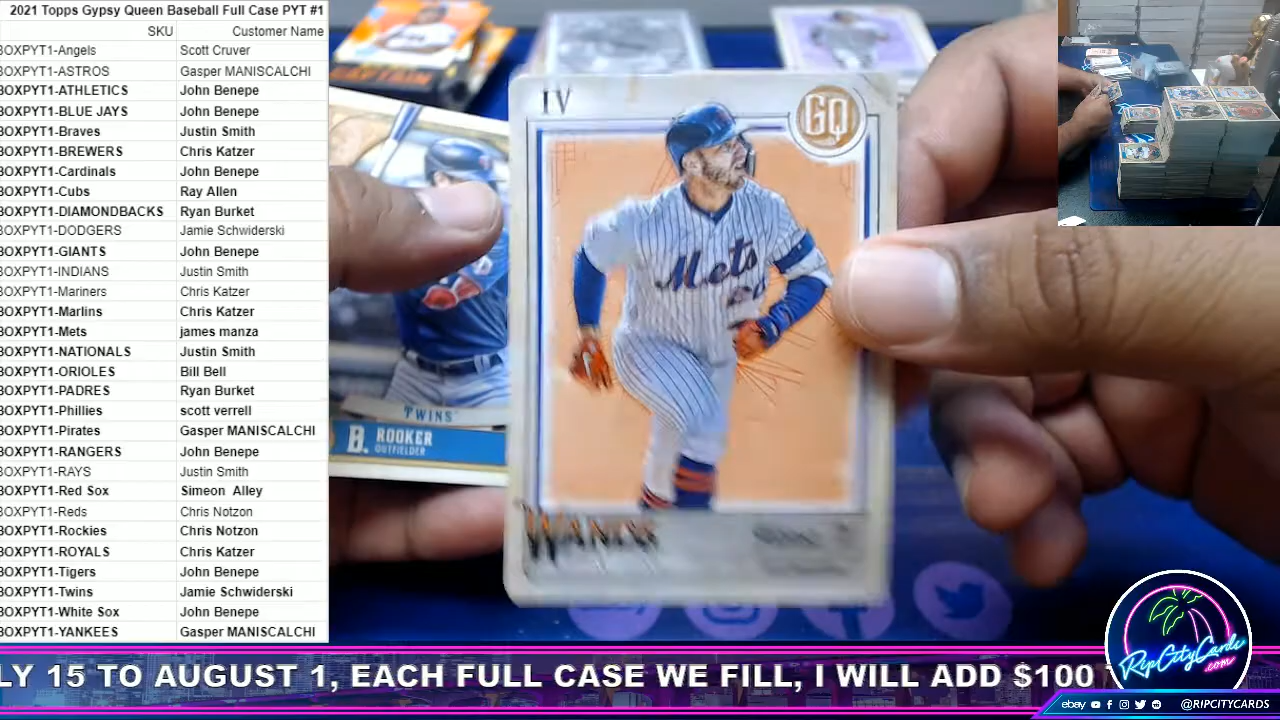 2021 Topps Gypsy Queen Baseball Full Case PYT #1
SKU Customer Name
BOXPYT1-Angels Scott Cruver
BOXPYT1-ASTROS Gasper MANISCALCHI
BOXPYT1-ATHLETICS John Benepe
BOXPYT1-BLUE JAYS John Benepe
BOXPYT1-Braves Justin Smith
BOXPYT1-BREWERS Chris Katzer
BOXPYT1-Cardinals John Benepe
BOXPYT1-Cubs Ray Allen
BOXPYT1-DIAMONDBACKS Ryan Burket
BOXPYT1-DODGERS Jamie Schwiderski
BOXPYT1-GIANTS John Benepe
BOXPYT1-INDIANS Justin Smith
BOXPYT1-Mariners Chris Katzer
BOXPYT1-Marlins Chris Katzer
BOXPYT1-Mets james manza
BOXPYT1-NATIONALS Justin Smith
BOXPYT1-ORIOLES Bill Bell
BOXPYT1-PADRES Ryan Burket
BOXPYT1-Phillies scott verrell
BOXPYT1-Pirates Gasper MANISCALCHI
BOXPYT1-RANGERS John Benepe
BOXPYT1-RAYS Justin Smith
BOXPYT1-Red Sox Simeon Alley
BOXPYT1-Reds Chris Notzon
BOXPYT1-Rockies Chris Notzon
BOXPYT1-ROYALS Chris Katzer
BOXPYT1-Tigers John Benepe
BOXPYT1-Twins Jamie Schwiderski
BOXPYT1-White Sox John Benepe
BOXPYT1-YANKEES Gasper MANISCALCHI
IV
GQ
Mets
TWINS
B. ROOKER
OUTFIELDER
LY 15 TO AUGUST 1, EACH FULL CASE WE FILL, I WILL ADD $100
RipCityCards
.com
ebay @RIPCITYCARDS